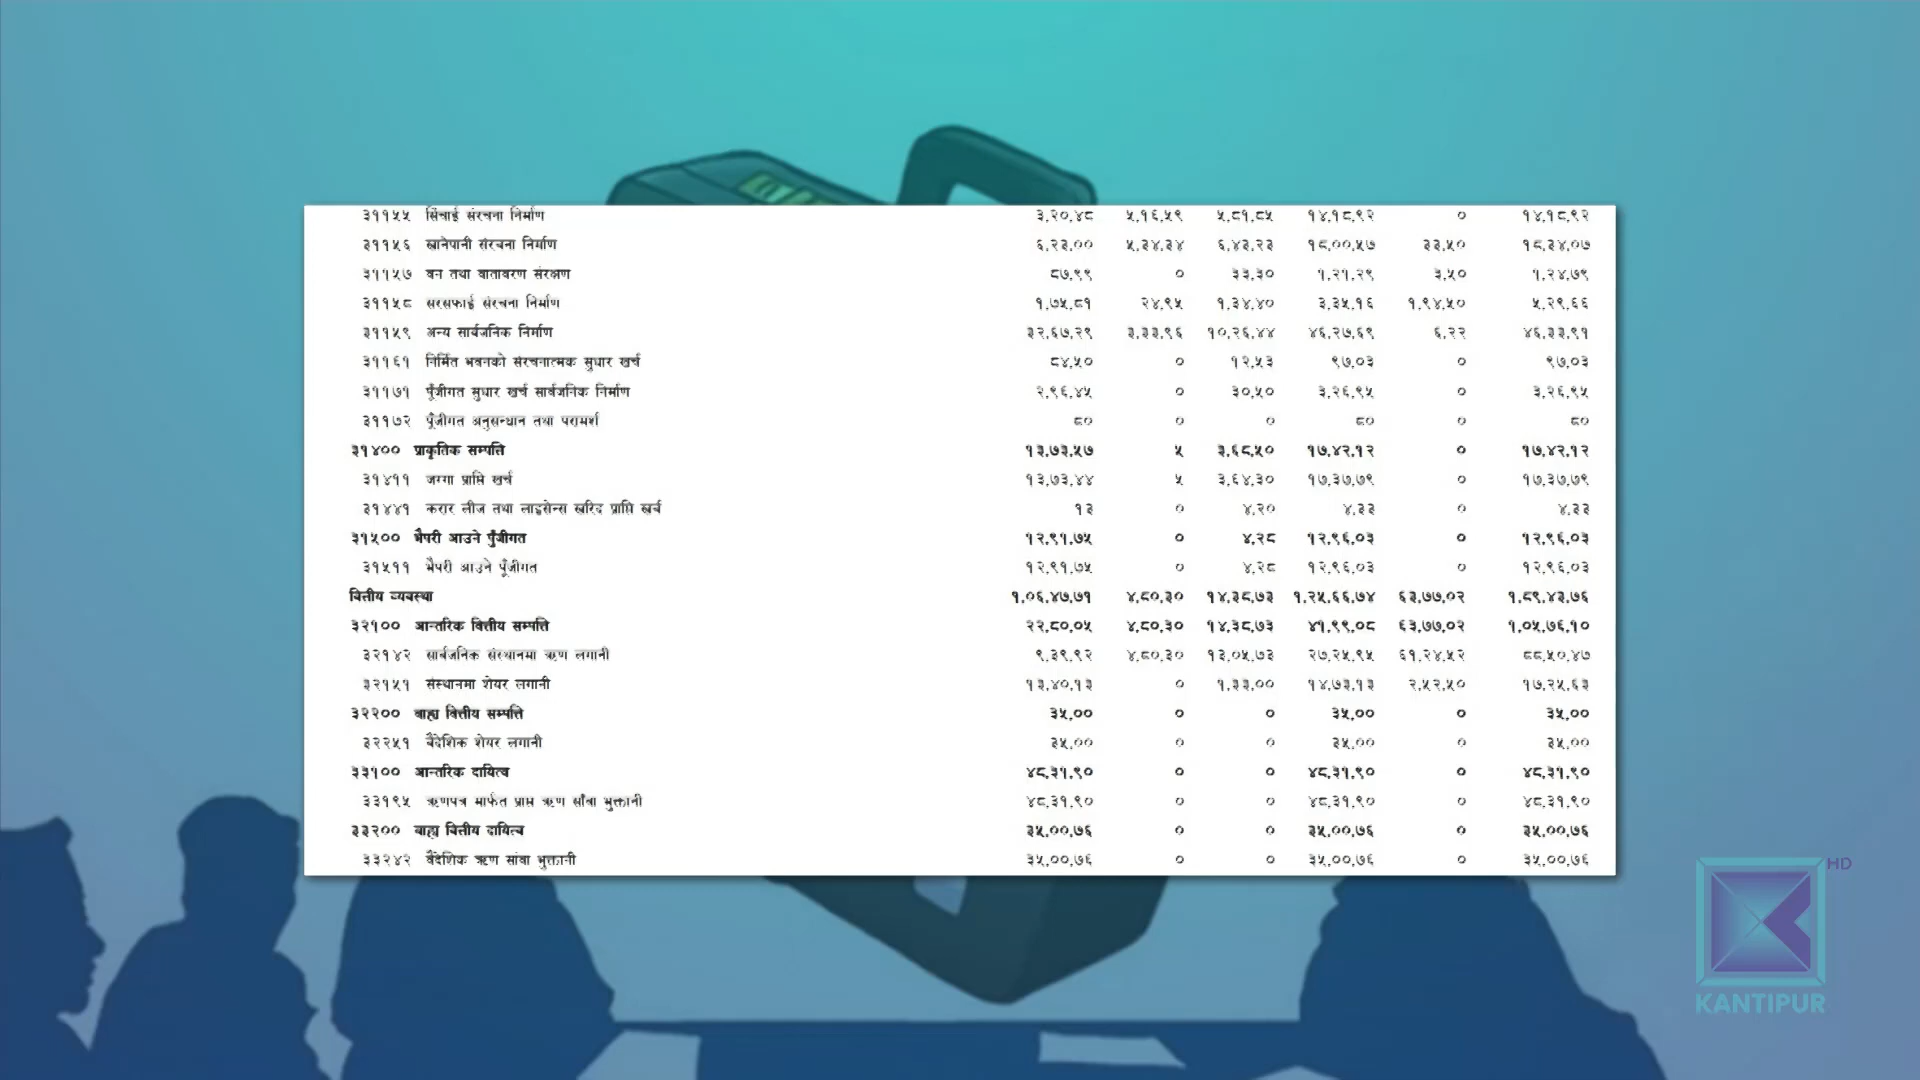 ३११५५ सिंचाई संरचना निर्माण ३,२०,४८ ५,१६,५९ ५,८१,८५ १४,१८,९२ ० १४,१८,९२
३११५६ खानेपानी संरचना निर्माण ६,२३,०० ५,३४,३४ ६,४३,२३ १८,००,५७ ३३,५० १८,३४,०७
३११५७ वन तथा वातावरण संरक्षण ८७,९९ ० ३३,३० १,२१,२९ ३,५० १,२४,७९
३११५८ सरसफाई संरचना निर्माण १,७५,८१ २४,९५ १,३४,४० ३,३५,१६ १,९४,५० ५,२९,६६
३११५९ अन्य सार्वजनिक निर्माण ३२,६७,२९ ३,३३,९६ १०,२६,४४ ४६,२७,६९ ६,२२ ४६,३३,९१
३११६१ निर्मित भवनको संरचनात्मक सुधार खर्च ८४,५० ० १२,५३ ९७,०३ ० ९७,०३
३११७१ पूँजीगत सुधार खर्च सार्वजनिक निर्माण २,९६,४५ ० ३०,५० ३,२६,९५ ० ३,२६,९५
३११७२ पूँजीगत अनुसन्धान तथा परामर्श ८० ० ० ८० ० ८०
३१४०० प्राकृतिक सम्पत्ति १३,७३,५७ ५ ३,६८,५० १७,४२,१२ ० १७,४२,१२
३१४११ जग्गा प्राप्ति खर्च १३,७३,४४ ५ ३,६४,३० १७,३७,७९ ० १७,३७,७९
३१४४१ करार लीज तथा लाइसेन्स खरिद प्राप्ति खर्च १३ ० ४,२० ४,३३ ० ४,३३
३१५०० भैपरी आउने पुँजीगत १२,९१,७५ ० ४,२८ १२,९६,०३ ० १२,९६,०३
३१५११ भैपरी आउने पूँजीगत १२,९१,७५ ० ४,२८ १२,९६,०३ ० १२,९६,०३
वित्तीय व्यवस्था १,०६,४७,७१ ४,८०,३० १४,३८,७३ १,२५,६६,७४ ६३,७७,०२ १,८९,४३,७६
३२१०० आन्तरिक वित्तीय सम्पत्ति २२,८०,०५ ४,८०,३० १४,३८,७३ ४१,९९,०८ ६३,७७,०२ १,०५,७६,१०
३२१४२ सार्वजनिक संस्थानमा ऋण लगानी ९,३९,९२ ४,८०,३० १३,०५,७३ २७,२५,९५ ६१,२४,५२ ८८,५०,४७
३२१५१ संस्थानमा शेयर लगानी १३,४०,१३ ० १,३३,०० १४,७३,१३ २,५२,५० १७,२५,६३
३२२०० वाह्य वित्तीय सम्पत्ति ३५,०० ० ० ३५,०० ० ३५,००
३२२५१ वैदेशिक शेयर लगानी ३५,०० ० ० ३५,०० ० ३५,००
३३१०० आन्तरिक दायित्व ४८,३१,९० ० ० ४८,३१,९० ० ४८,३१,९०
३३१९५ ऋणपत्र मार्फत प्राप्त ऋण साँवा भुक्तानी ४८,३१,९० ० ० ४८,३१,९० ० ४८,३१,९०
३३२०० वाह्य वित्तीय दायित्व ३५,००,७६ ० ० ३५,००,७६ ० ३५,००,७६
३३२४२ वैदेशिक ऋण सांवा भुक्तानी ३५,००,७६ ० ० ३५,००,७६ ० ३५,००,७६
HD
KANTIPUR